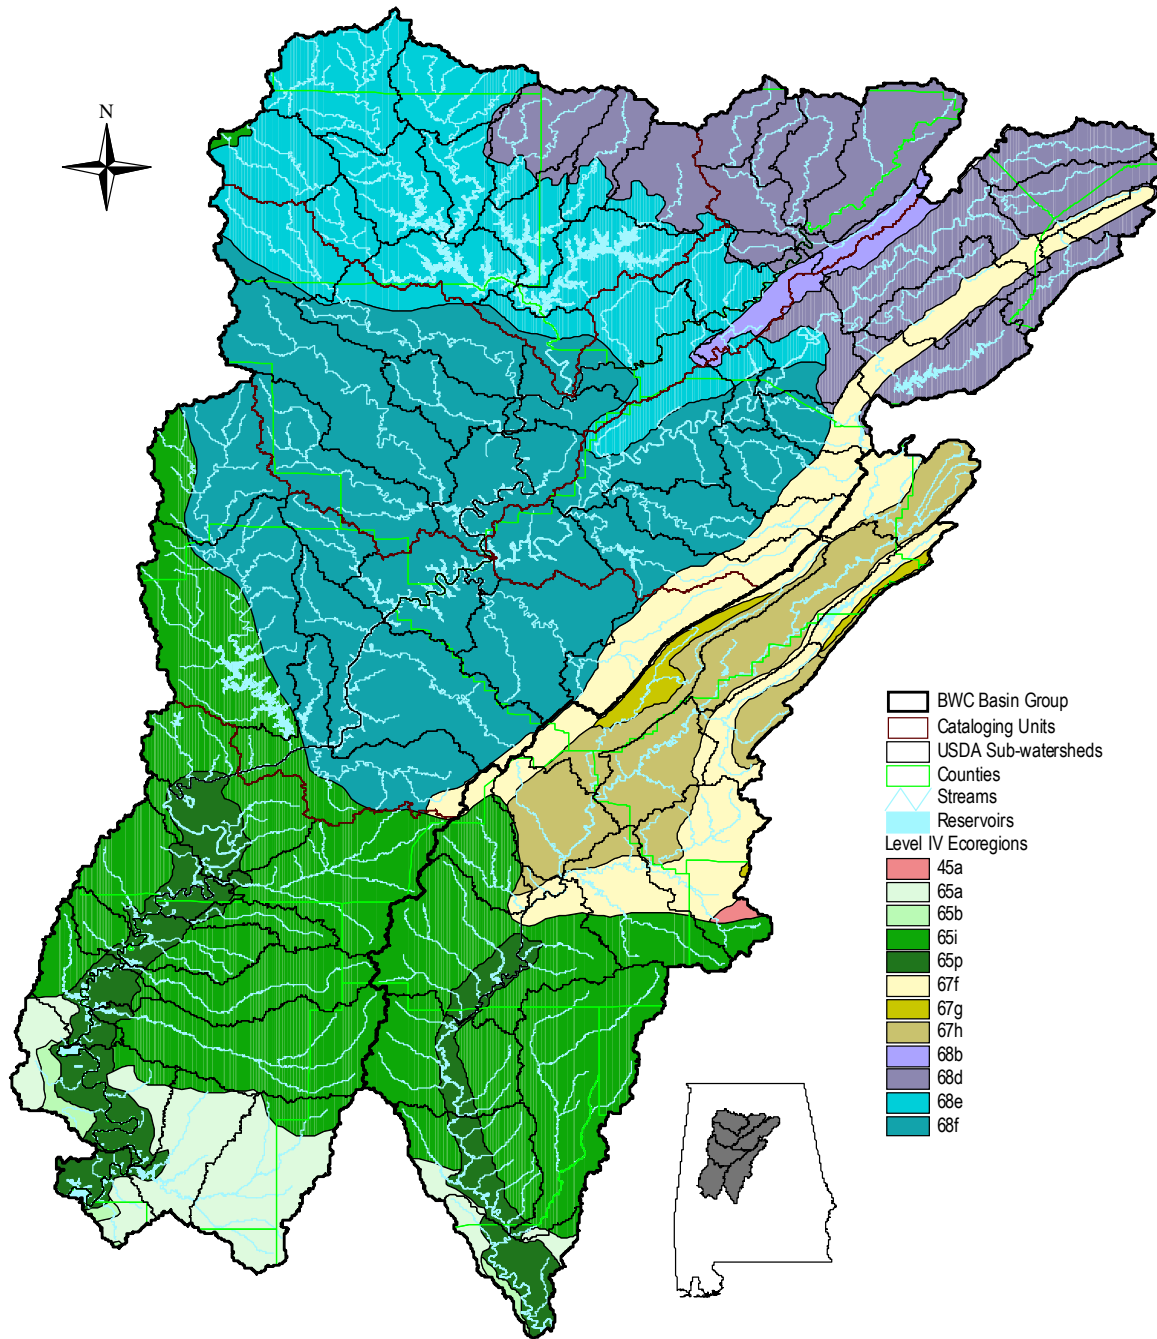 N
BWC Basin Group
Cataloging Units
USDA Sub-watersheds
Counties
Streams
Reservoirs
Level IV Ecoregions
45a
65a
65b
65i
65p
67f
67g
67h
68b
68d
68e
68f